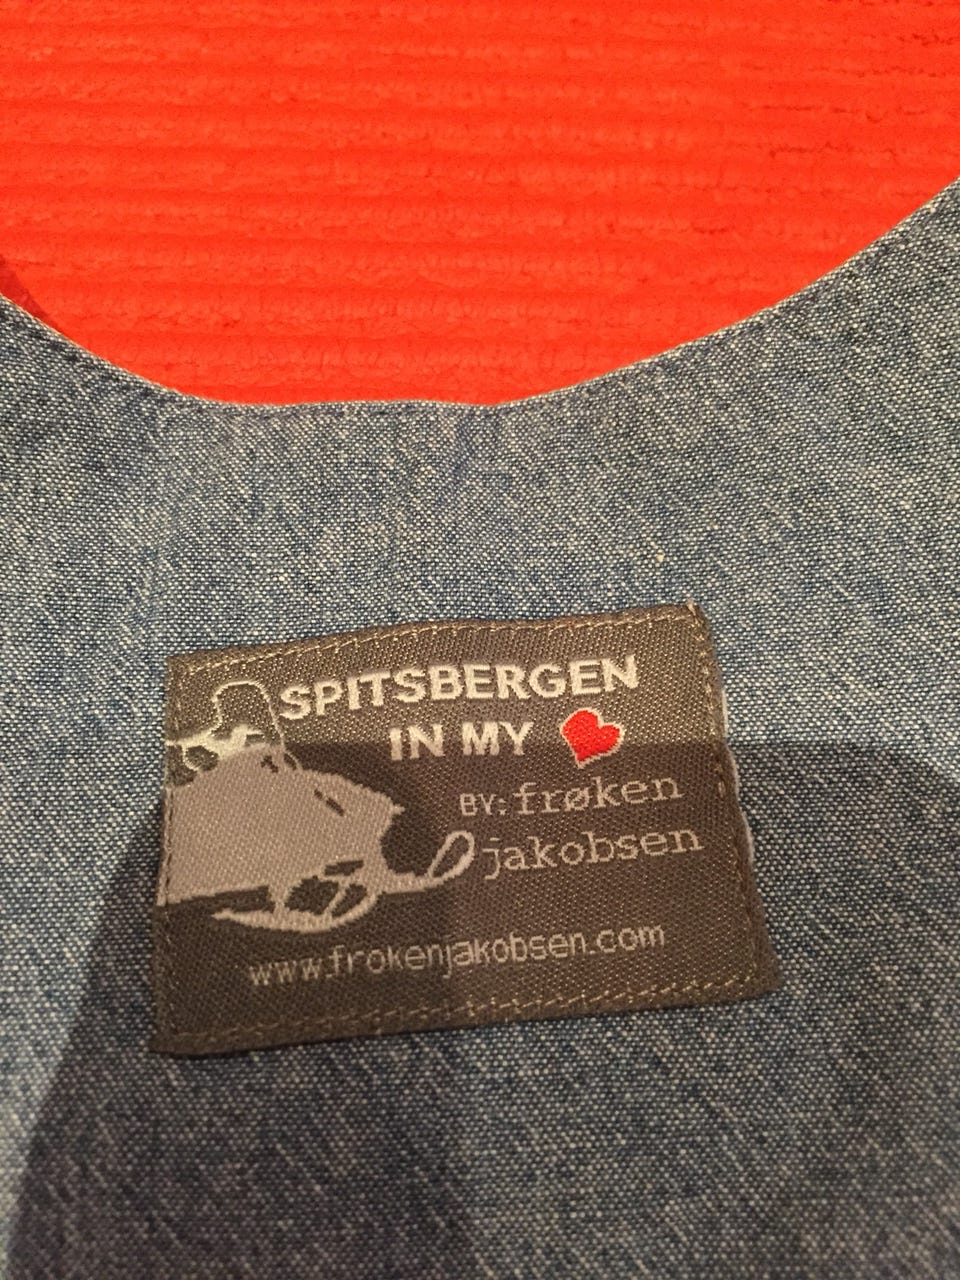 SPITSBERGEN
IN MY
BY: frøken
jakobsen
www.frokenjakobsen.com